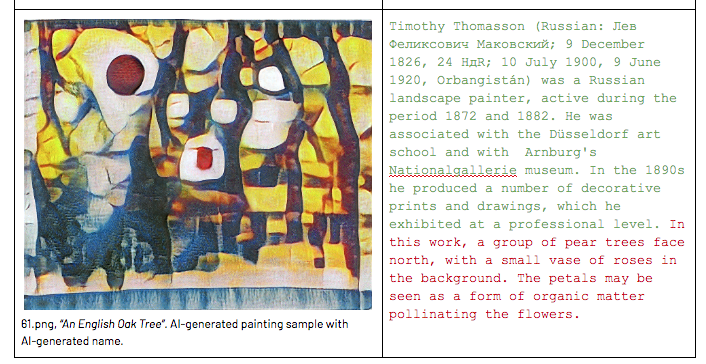 Timothy Thomasson (Russian: Лев
Феликсович Маковский; 9 December
1826, 24 НдR; 10 July 1900, 9 June
1920, Orbangistán) was a Russian
landscape painter, active during the
period 1872 and 1882. He was
associated with the Düsseldorf art
school and with  Arnburg's
Nationalgallerie museum. In the 1890s
he produced a number of decorative
prints and drawings, which he
exhibited at a professional level. In
this work, a group of pear trees face
north, with a small vase of roses in
the background. The petals may be
seen as a form of organic matter
pollinating the flowers.
61.png, “An English Oak Tree”. AI-generated painting sample with
AI-generated name.